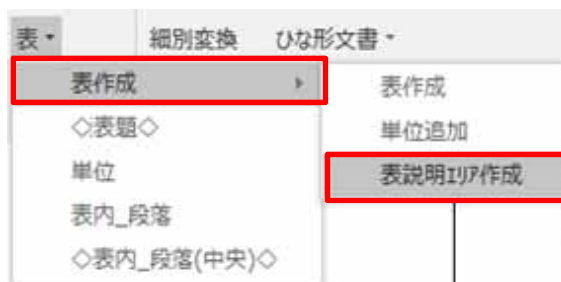 表▾ 細別変換 ひな形文書▾
表作成 ▸ 表作成
◇表題◇ 単位追加
単位 表説明ｴﾘｱ作成
表内_段落
◇表内_段落(中央)◇